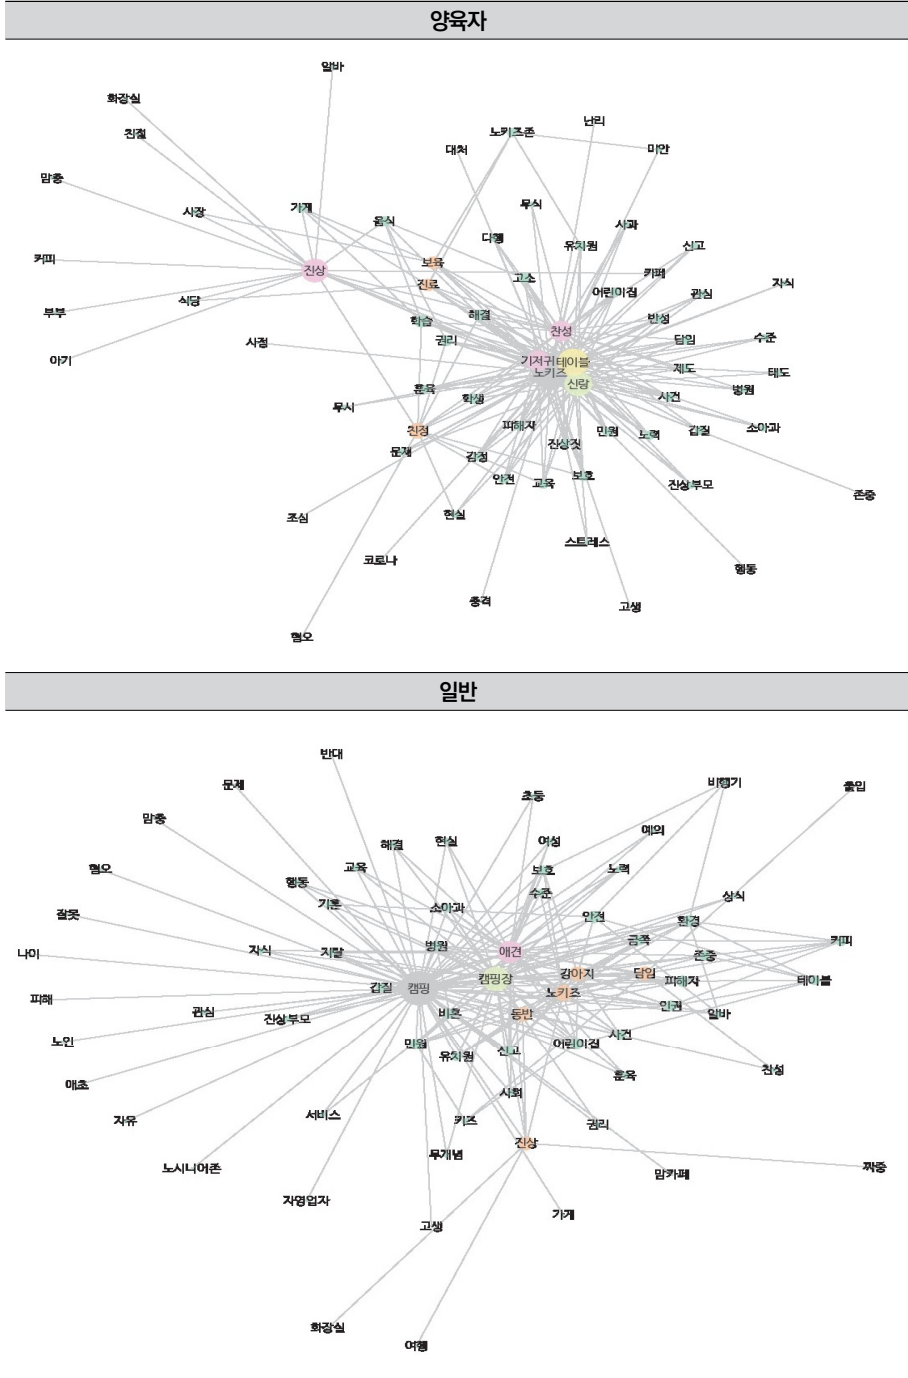 양육자
알바
화장실
난리
노키즈존
친절
대처
미안
맘충
무식
가게
시장
음식
사과
다행
유치원
신고
커피
보육
진상
카페
고소
진료
자식
어린이집
관심
식당
부부
해결
반성
학습
찬성
수준
권리
담임
사정
아기
기저귀
테이블
제도
노키즈
태도
신랑
훈육
병원
사건
학생
무시
피해자
소아과
진정
민원
노력
갑질
진상짓
문제
감정
보호
안전
교육
진상부모
존중
현실
조심
스트레스
코로나
행동
충격
고생
혐오
일반
반대
비행기
문제
출입
초등
맘충
예의
여성
현실
해결
교육
혐오
보호
노력
행동
수준
상식
기혼
소아과
잘못
안전
환경
금쪽
커피
병원
자식
지랄
애견
나이
존중
강아지
담임
캠핑장
피해자
테이블
갑질
캠핑
노키즈
피해
인권
관심
비혼
동반
알바
진상부모
사건
노인
민원
어린이집
신고
유치원
찬성
훈육
애초
사회
서비스
자유
키즈
권리
진상
무개념
노시니어존
짜증
맘카페
자영업자
가게
고생
화장실
여행